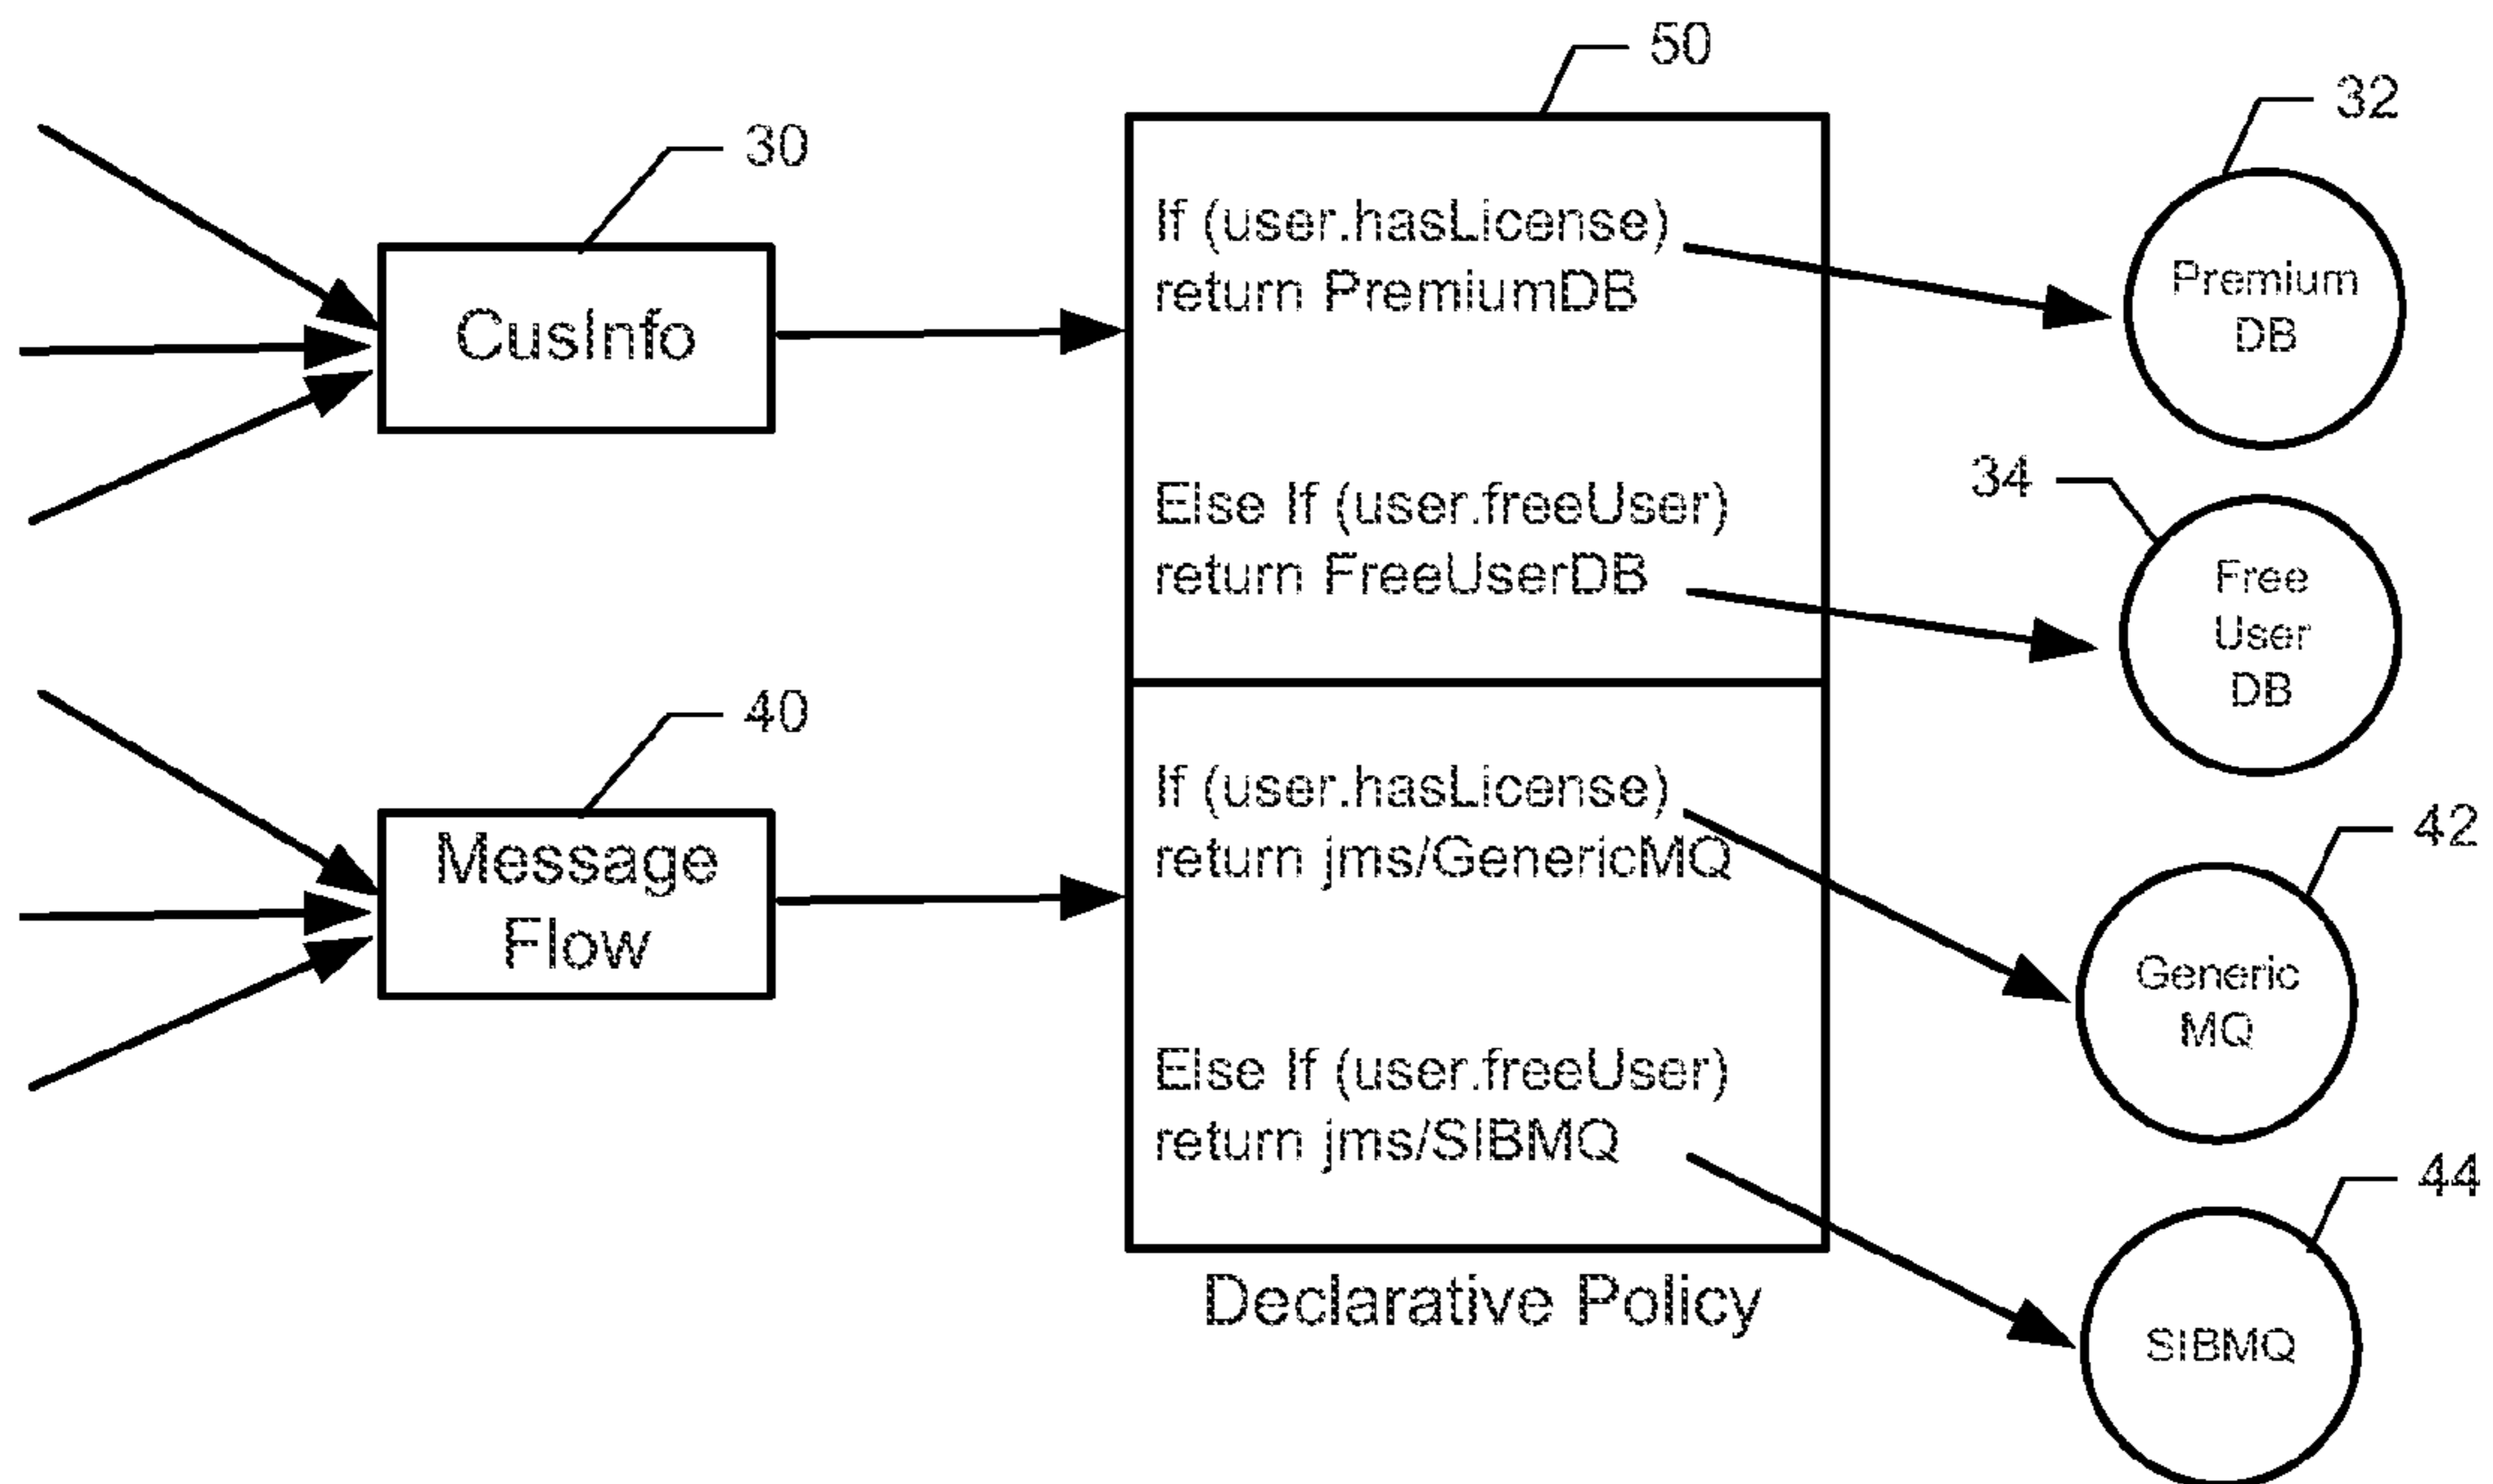 50
32
30
If (user.hasLicense)
return PremiumDB
CusInfo
Premium
DB
34
Else If (user.freeUser)
return FreeUserDB
Free
User
DB
40
If (user.hasLicense)
return jms/GenericMQ
Message
Flow
42
Generic
MQ
Else If (user.freeUser)
return jms/SIBMQ
44
SIBMQ
Declarative Policy